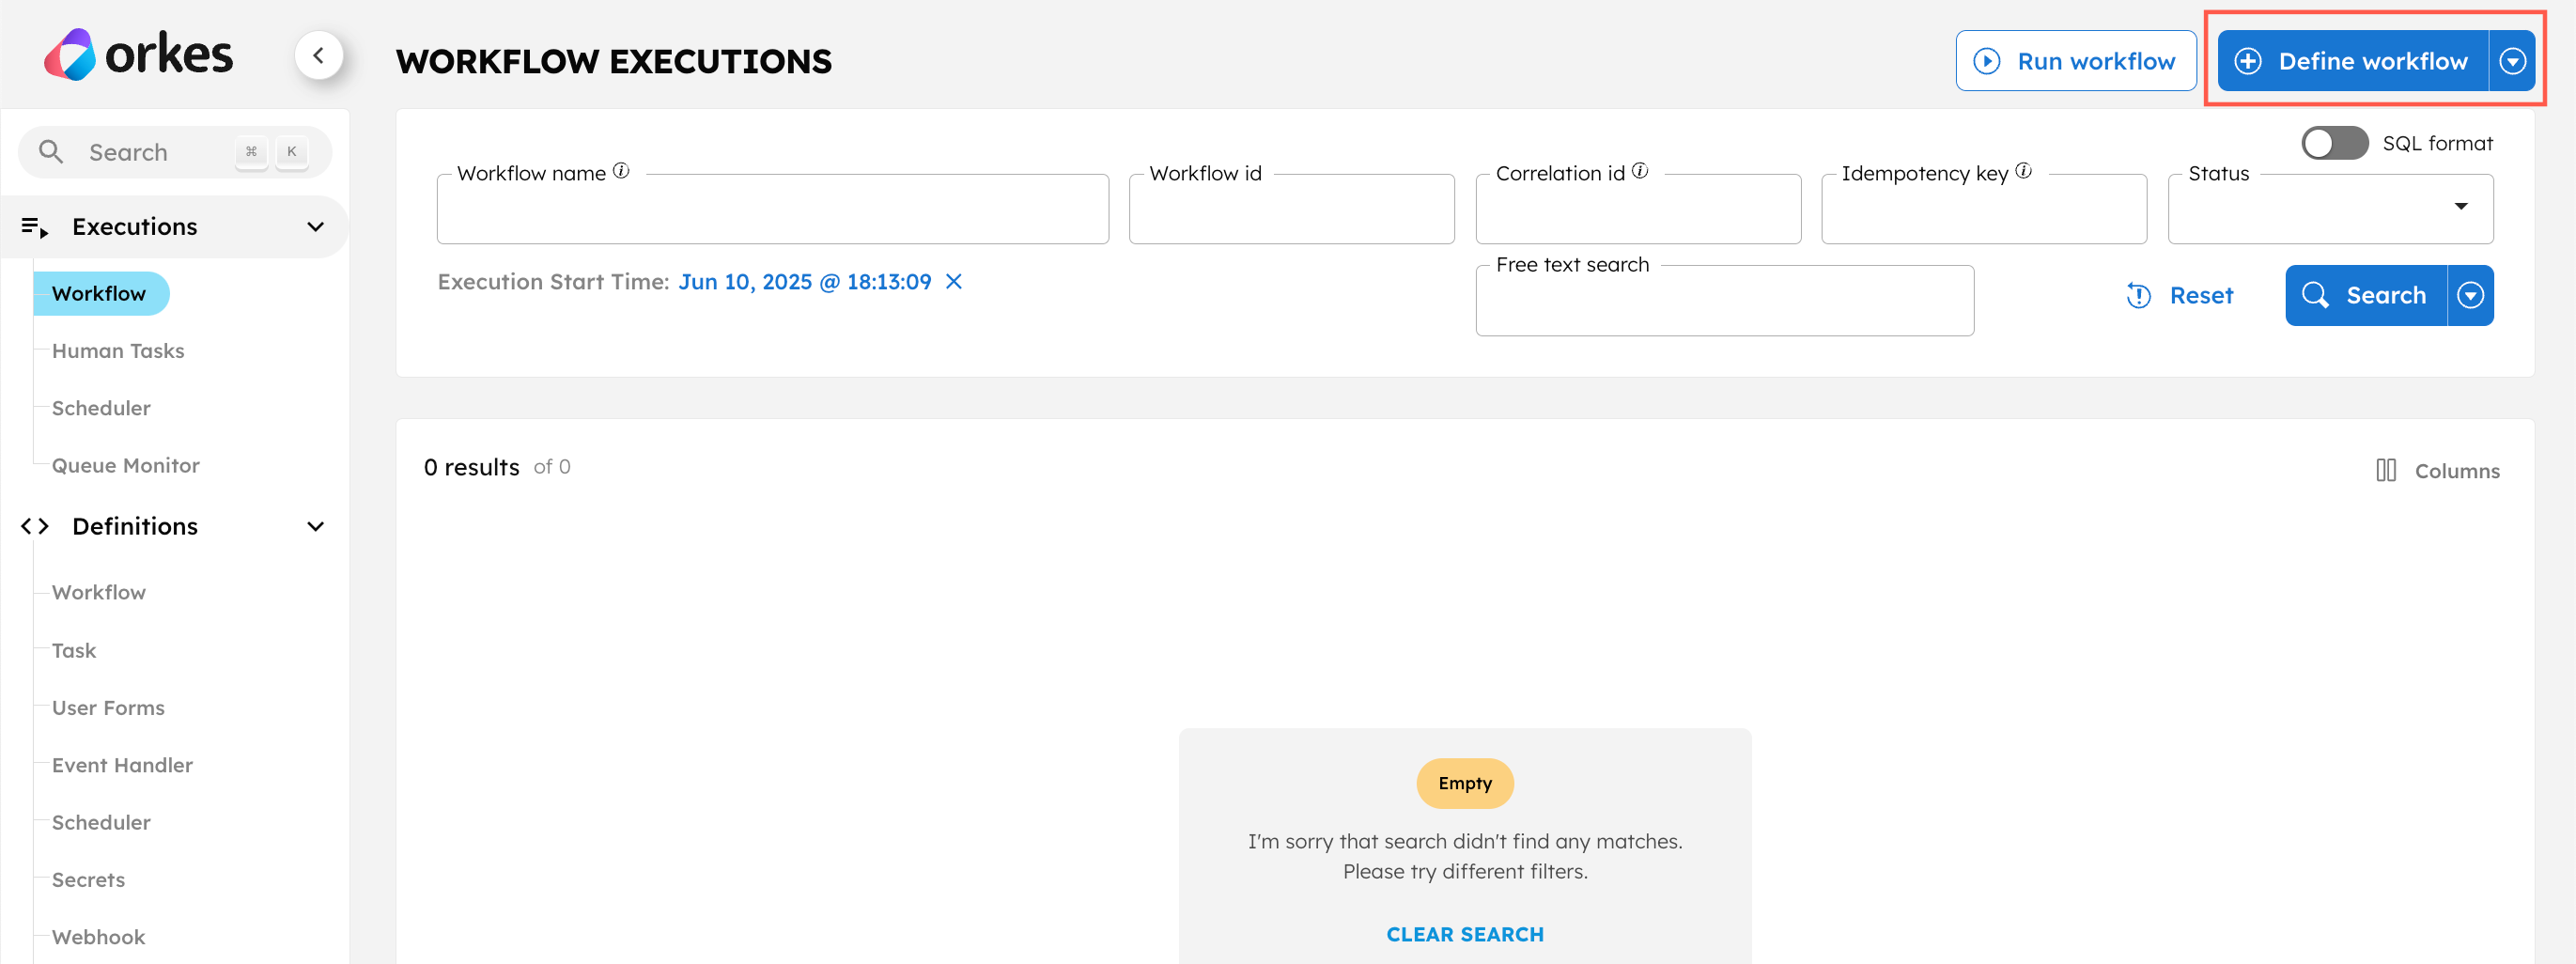 orkes
WORKFLOW EXECUTIONS
Run workflow
Define workflow
Search ⌘ K
Executions
Workflow
Human Tasks
Scheduler
Queue Monitor
Definitions
Workflow
Task
User Forms
Event Handler
Scheduler
Secrets
Webhook
SQL format
Workflow name
Workflow id
Correlation id
Idempotency key
Status
Execution Start Time: Jun 10, 2025 @ 18:13:09
Free text search
Reset
Search
0 results of 0
Columns
Empty
I'm sorry that search didn't find any matches.
Please try different filters.
CLEAR SEARCH